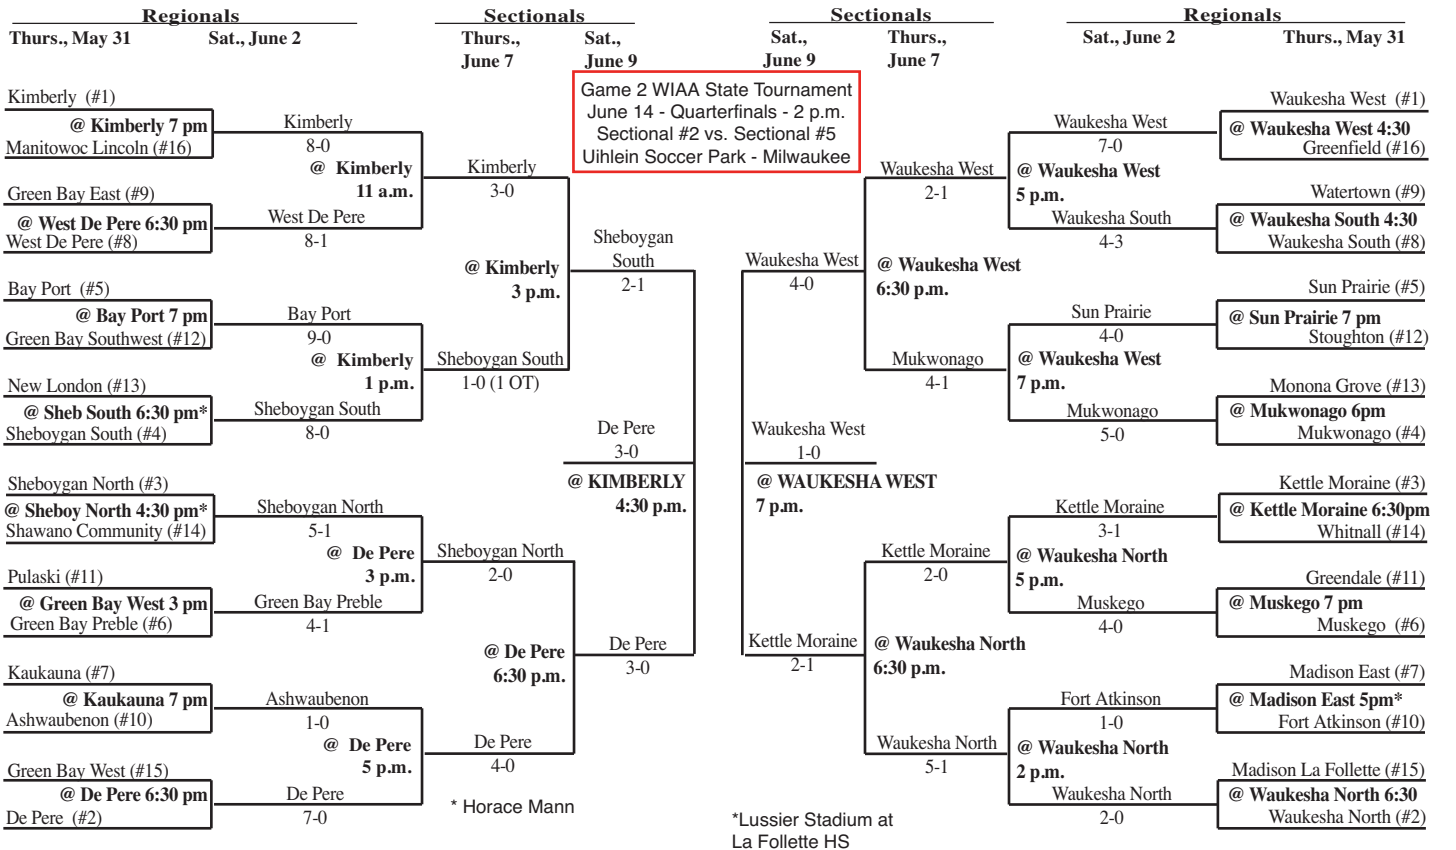 Regionals
Thurs., May 31
Sat., June 2
Sectionals
Thurs.,
June 7
Sat.,
June 9
Sectionals
Sat.,
June 9
Thurs.,
June 7
Regionals
Sat., June 2
Thurs., May 31
Game 2 WIAA State Tournament
June 14 - Quarterfinals - 2 p.m.
Sectional #2 vs. Sectional #5
Uihlein Soccer Park - Milwaukee
Kimberly (#1)
@ Kimberly 7 pm
Manitowoc Lincoln (#16)
Green Bay East (#9)
@ West De Pere 6:30 pm
West De Pere (#8)
Bay Port (#5)
@ Bay Port 7 pm
Green Bay Southwest (#12)
New London (#13)
@ Sheb South 6:30 pm*
Sheboygan South (#4)
Sheboygan North (#3)
@ Sheboy North 4:30 pm*
Shawano Community (#14)
Pulaski (#11)
@ Green Bay West 3 pm
Green Bay Preble (#6)
Kaukauna (#7)
@ Kaukauna 7 pm
Ashwaubenon (#10)
Green Bay West (#15)
@ De Pere 6:30 pm
De Pere (#2)
Kimberly
8-0
@ Kimberly
11 a.m.
West De Pere
8-1
Bay Port
9-0
@ Kimberly
1 p.m.
Sheboygan South
8-0
Sheboygan North
5-1
@ De Pere
3 p.m.
Green Bay Preble
4-1
Ashwaubenon
1-0
@ De Pere
5 p.m.
De Pere
7-0
Kimberly
3-0
@ Kimberly
3 p.m.
Sheboygan South
1-0 (1 OT)
Sheboygan North
2-0
@ De Pere
6:30 p.m.
De Pere
4-0
* Horace Mann
Sheboygan
South
2-1
De Pere
3-0
@ KIMBERLY
4:30 p.m.
De Pere
3-0
Waukesha West
4-0
Waukesha West
1-0
@ WAUKESHA WEST
7 p.m.
Kettle Moraine
2-1
*Lussier Stadium at
La Follette HS
Waukesha West
2-1
@ Waukesha West
6:30 p.m.
Mukwonago
4-1
Kettle Moraine
2-0
@ Waukesha North
6:30 p.m.
Waukesha North
5-1
Waukesha West
7-0
@ Waukesha West
5 p.m.
Waukesha South
4-3
Sun Prairie
4-0
@ Waukesha West
7 p.m.
Mukwonago
5-0
Kettle Moraine
3-1
@ Waukesha North
5 p.m.
Muskego
4-0
Fort Atkinson
1-0
@ Waukesha North
2 p.m.
Waukesha North
2-0
Waukesha West (#1)
@ Waukesha West 4:30
Greenfield (#16)
Watertown (#9)
@ Waukesha South 4:30
Waukesha South (#8)
Sun Prairie (#5)
@ Sun Prairie 7 pm
Stoughton (#12)
Monona Grove (#13)
@ Mukwonago 6pm
Mukwonago (#4)
Kettle Moraine (#3)
@ Kettle Moraine 6:30pm
Whitnall (#14)
Greendale (#11)
@ Muskego 7 pm
Muskego (#6)
Madison East (#7)
@ Madison East 5pm*
Fort Atkinson (#10)
Madison La Follette (#15)
@ Waukesha North 6:30
Waukesha North (#2)